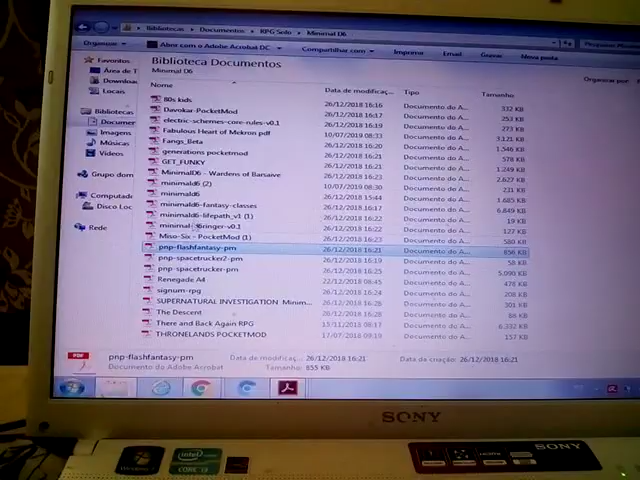 Bibliotecas ▸ Documentos ▸ RPG Solo ▸ Minimal D6
Organizar Abrir com o Adobe Acrobat DC Compartilhar com Imprimir Email Gravar Nova pasta
Biblioteca Documentos
Minimal D6
Organizar por
Favoritos
Área de T
Downloa
Locais
Bibliotecas
Documen
Imagens
Músicas
Vídeos
Grupo dom
Computado
Disco Loc
Rede
Nome Data de modificaç... Tipo Tamanho
80s kids 26/12/2018 16:16 Documento do A... 332 KB
Davokar-PocketMod 26/12/2018 16:17 Documento do A... 253 KB
electric-schemes-core-rules-v0.1 26/12/2018 16:19 Documento do A... 273 KB
Fabulous Heart of Mekron pdf 10/07/2019 08:33 Documento do A... 3.121 KB
Fangs_Beta 26/12/2018 16:20 Documento do A... 1.546 KB
generations pocketmod 26/12/2018 16:21 Documento do A... 578 KB
GET_FUNKY 26/12/2018 16:21 Documento do A... 1.249 KB
MinimalD6 - Wardens of Barsaive 26/12/2018 16:23 Documento do A... 2.627 KB
minimald6 (2) 10/07/2019 08:30 Documento do A... 231 KB
minimald6 26/12/2018 15:44 Documento do A... 1.685 KB
minimald6-fantasy-classes 26/12/2018 16:17 Documento do A... 6.849 KB
minimald6-lifepath_v1 (1) 26/12/2018 16:22 Documento do A... 19 KB
26/12/2018 16:22 Documento do A... 127 KB
Miso-Six - PocketMod (1) 26/12/2018 16:23 Documento do A... 580 KB
pnp-flashfantasy-pm 26/12/2018 16:21 Documento do A... 656 KB
pnp-spacetrucker2-pm 26/12/2018 16:19 Documento do A... 58 KB
pnp-spacetrucker-pm 26/12/2018 16:25 Documento do A... 5.990 KB
Renegade A4 22/12/2018 08:45 Documento do A... 478 KB
signum-rpg 26/12/2018 16:24 Documento do A... 208 KB
SUPERNATURAL INVESTIGATION Minim... 26/12/2018 16:26 Documento do A... 301 KB
The Descent 26/12/2018 16:28 Documento do A... 88 KB
There and Back Again RPG 15/11/2018 08:17 Documento do A... 6.332 KB
THRONELANDS POCKETMOD 17/07/2018 09:19 Documento do A... 157 KB
PDF
pnp-flashfantasy-pm Data de modificaç... 26/12/2018 16:21 Data da criação: 26/12/2018 16:21
Documento do Adobe Acrobat Tamanho: 655 KB
SONY
SONY
intel